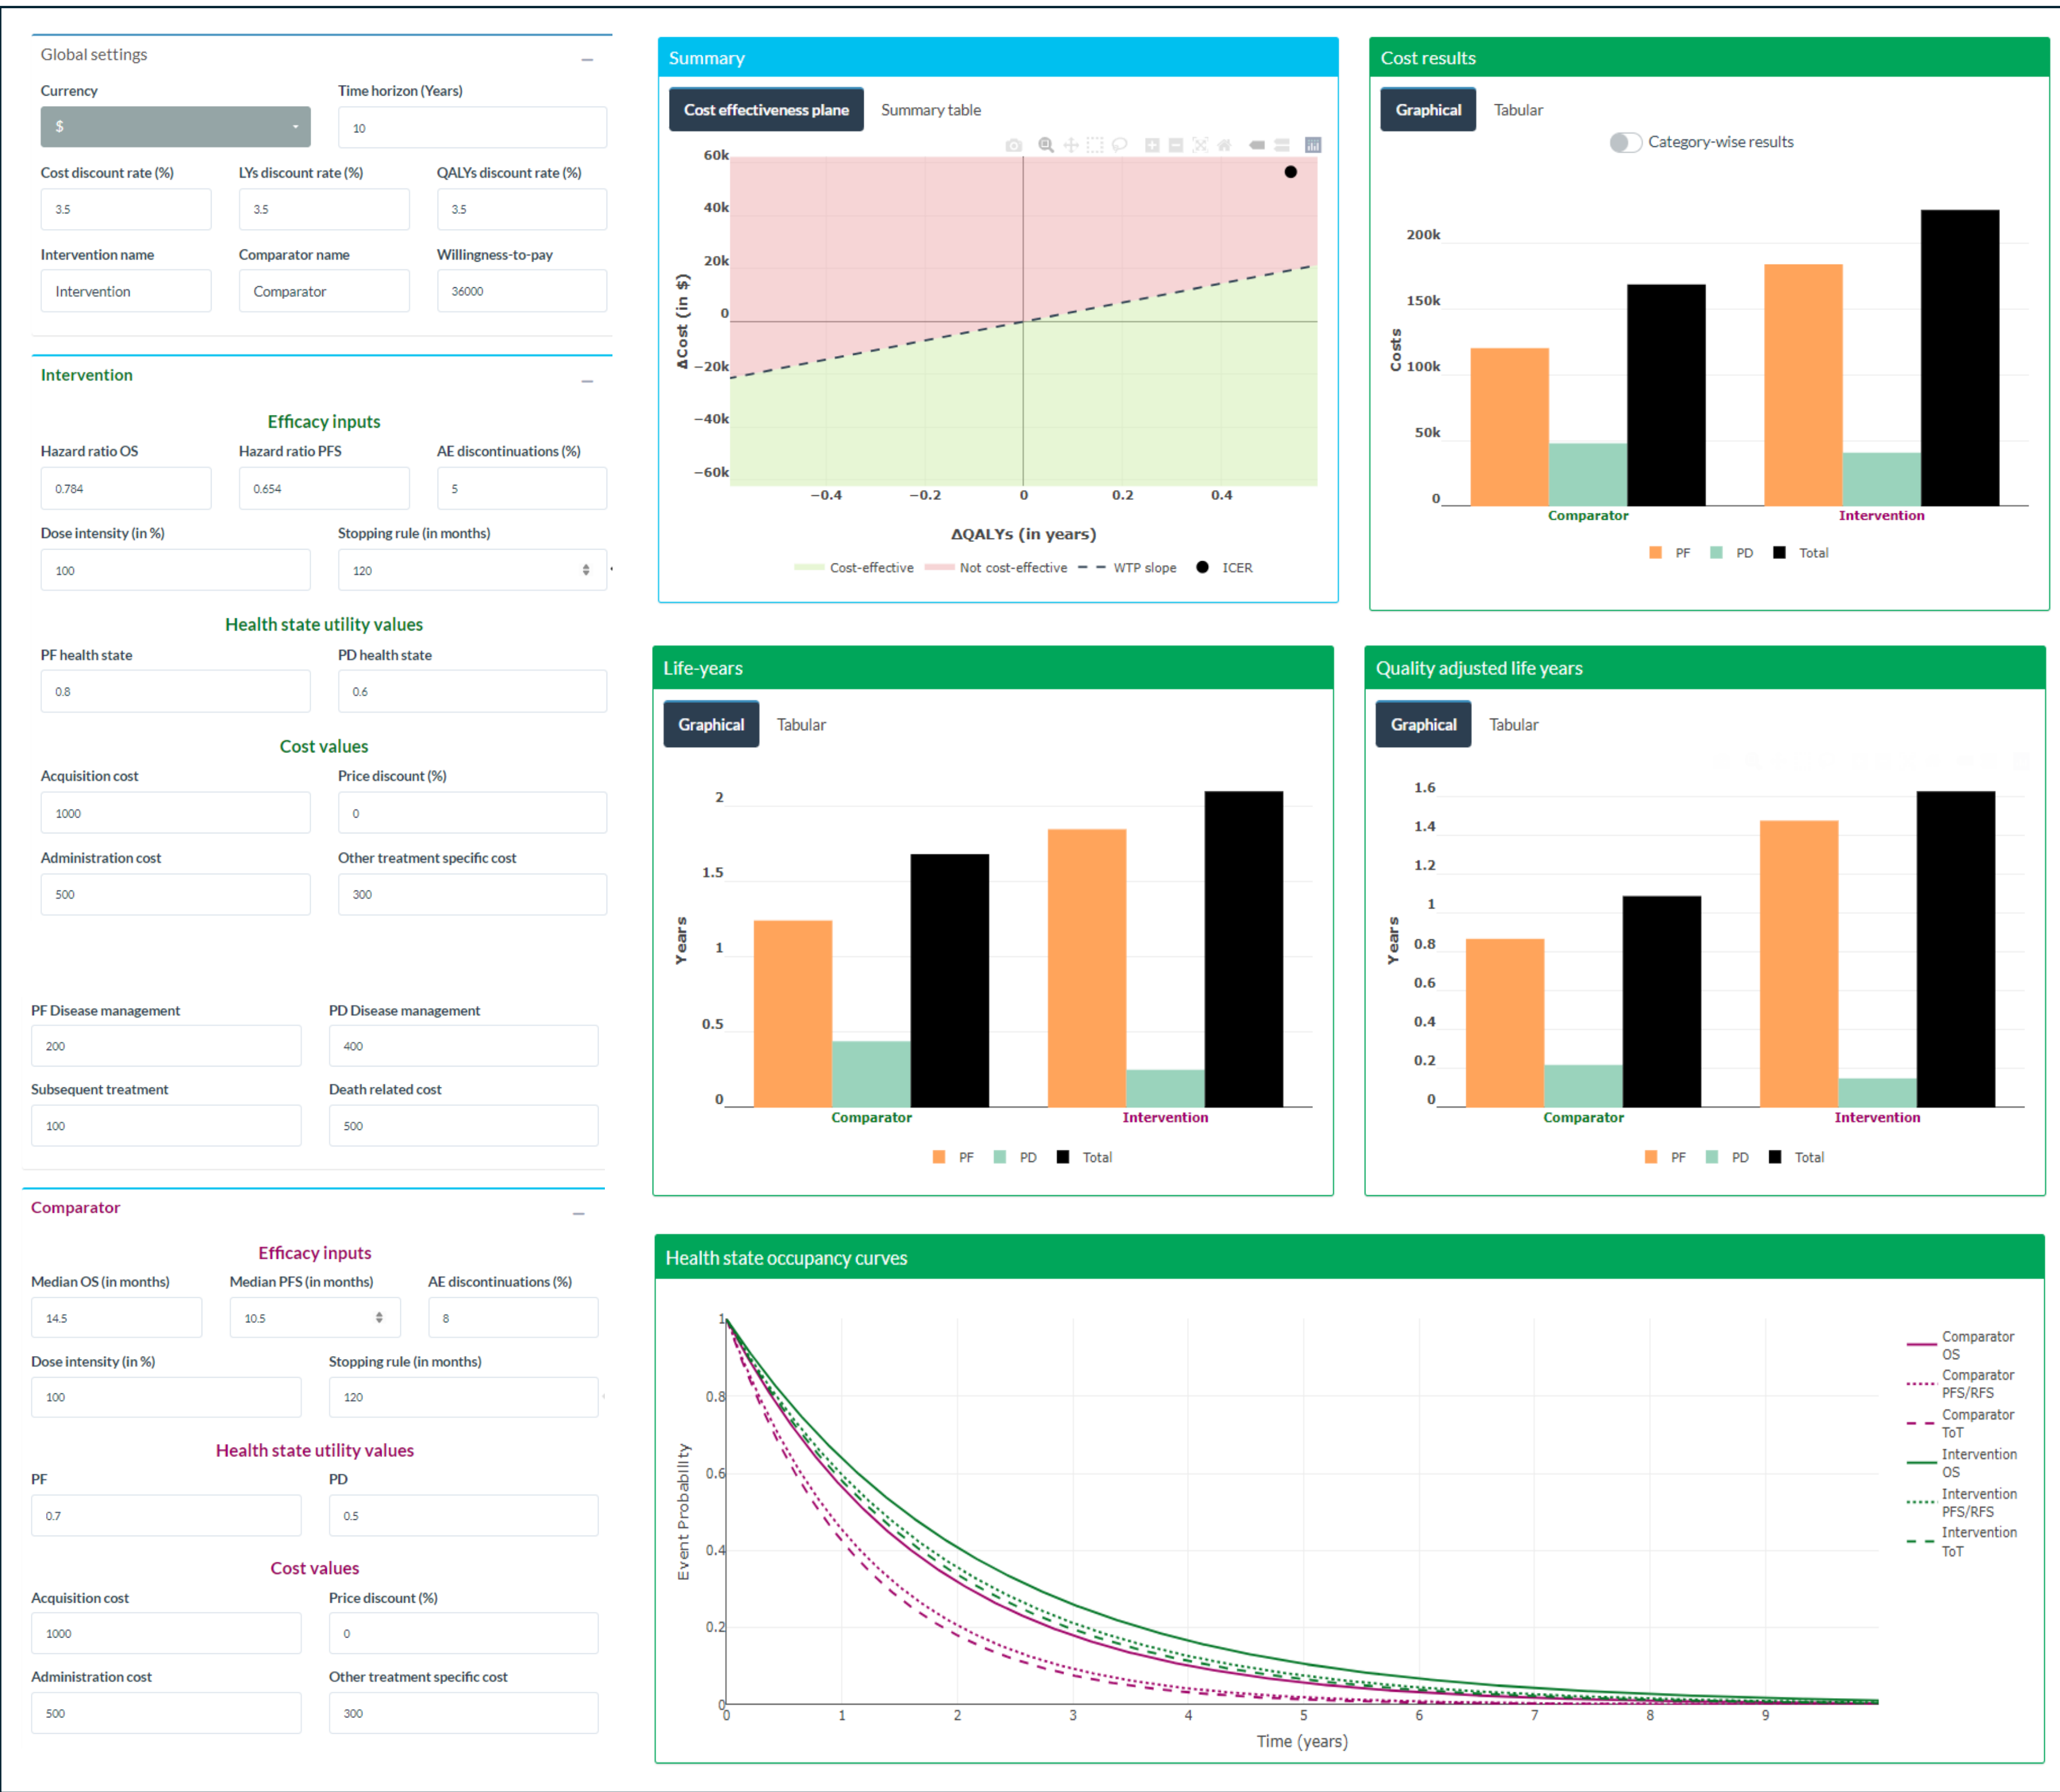 Global settings
Currency Time horizon (Years)
$ 10
Cost discount rate (%) LYs discount rate (%) QALYs discount rate (%)
3.5 3.5 3.5
Intervention name Comparator name Willingness-to-pay
Intervention Comparator 36000
Intervention
Efficacy inputs
Hazard ratio OS Hazard ratio PFS AE discontinuations (%)
0.784 0.654 5
Dose intensity (in %) Stopping rule (in months)
100 120
Health state utility values
PF health state PD health state
0.8 0.6
Cost values
Acquisition cost Price discount (%)
1000 0
Administration cost Other treatment specific cost
500 300
PF Disease management PD Disease management
200 400
Subsequent treatment Death related cost
100 500
Comparator
Efficacy inputs
Median OS (in months) Median PFS (in months) AE discontinuations (%)
14.5 10.5 8
Dose intensity (in %) Stopping rule (in months)
100 120
Health state utility values
PF PD
0.7 0.5
Cost values
Acquisition cost Price discount (%)
1000 0
Administration cost Other treatment specific cost
500 300
Summary
Cost effectiveness plane Summary table
60k
40k
20k
0
−20k
−40k
−60k
ΔCost (in $)
−0.4 −0.2 0 0.2 0.4
ΔQALYs (in years)
Cost-effective Not cost-effective WTP slope ICER
Cost results
Graphical Tabular
Category-wise results
200k
150k
100k
50k
0
Costs
Comparator Intervention
PF PD Total
Life-years
Graphical Tabular
2
1.5
1
0.5
0
Years
Comparator Intervention
PF PD Total
Quality adjusted life years
Graphical Tabular
1.6
1.4
1.2
1
0.8
0.6
0.4
0.2
0
Years
Comparator Intervention
PF PD Total
Health state occupancy curves
1
0.8
0.6
0.4
0.2
0
Event Probability
0 1 2 3 4 5 6 7 8 9
Time (years)
Comparator
OS
Comparator
PFS/RFS
Comparator
ToT
Intervention
OS
Intervention
PFS/RFS
Intervention
ToT